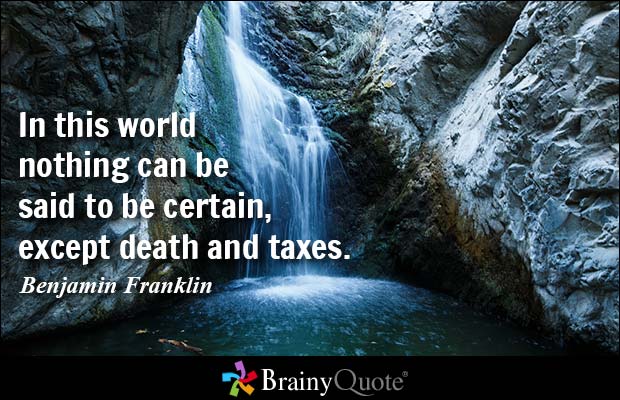 In this world
nothing can be
said to be certain,
except death and taxes.
Benjamin Franklin
BrainyQuote®